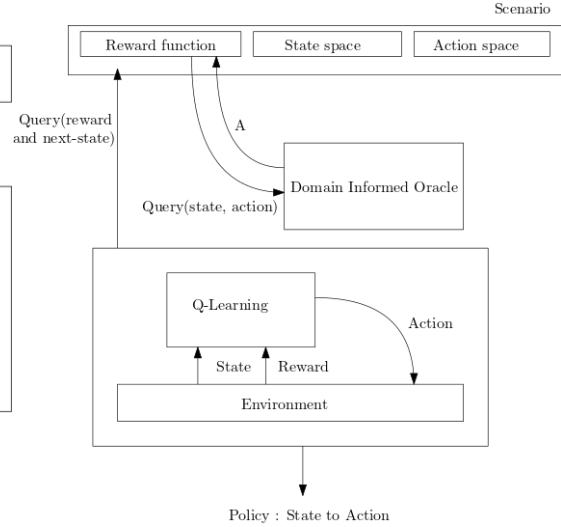 Scenario
Reward function
State space
Action space
Query(reward
and next-state)
A
Domain Informed Oracle
Query(state, action)
Q-Learning
Action
State
Reward
Environment
Policy : State to Action